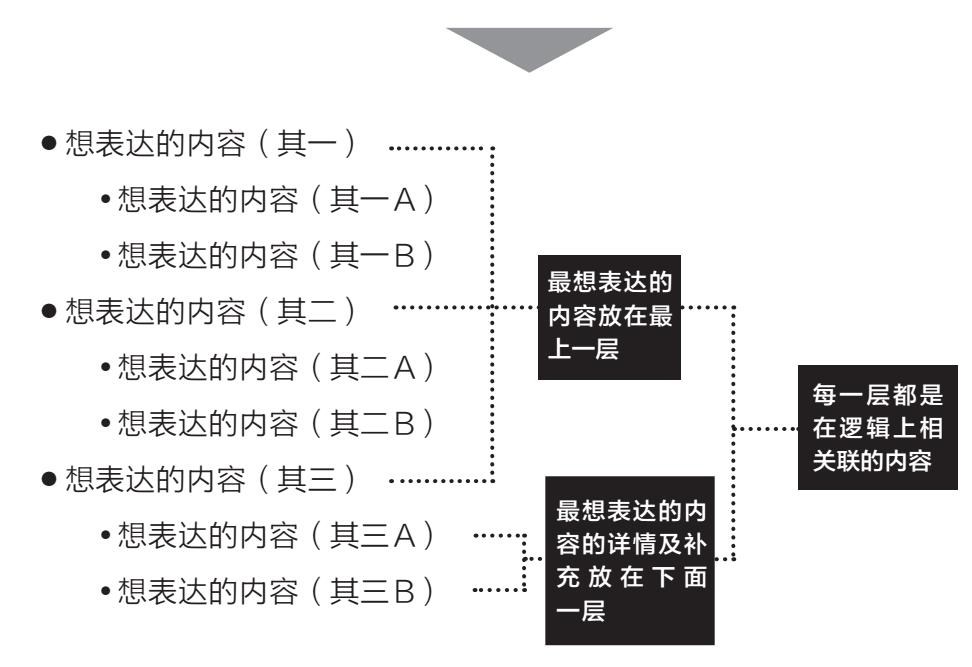 ● 想表达的内容（其一）
•想表达的内容（其一A）
•想表达的内容（其一B）
● 想表达的内容（其二）
•想表达的内容（其二A）
•想表达的内容（其二B）
● 想表达的内容（其三）
•想表达的内容（其三A）
•想表达的内容（其三B）
最想表达的
内容放在最
上一层
最想表达的内
容的详情及补
充放在下面
一层
每一层都是
在逻辑上相
关联的内容